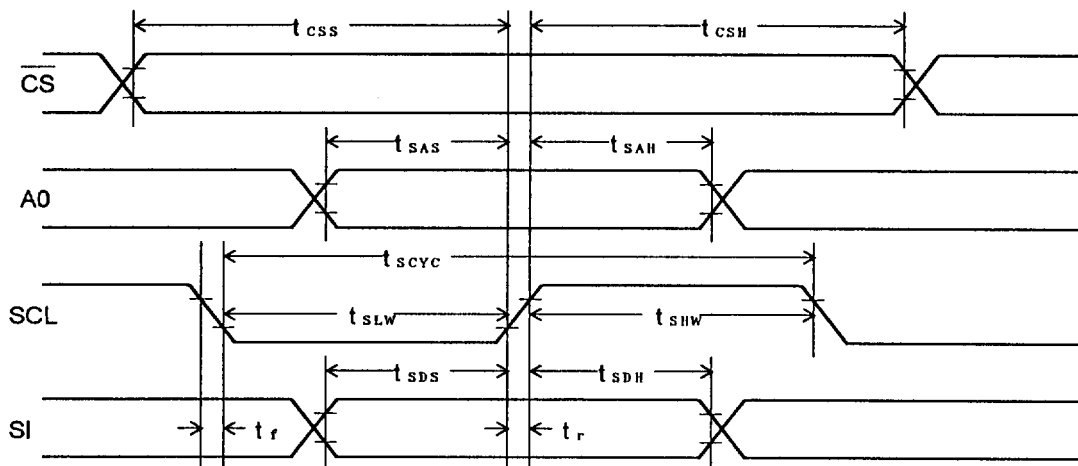 t CSS
t CSH
CS
t SAS
t SAH
A0
t SCYC
SCL
t SLW
t SHW
t SDS
t SDH
SI
t f
t r